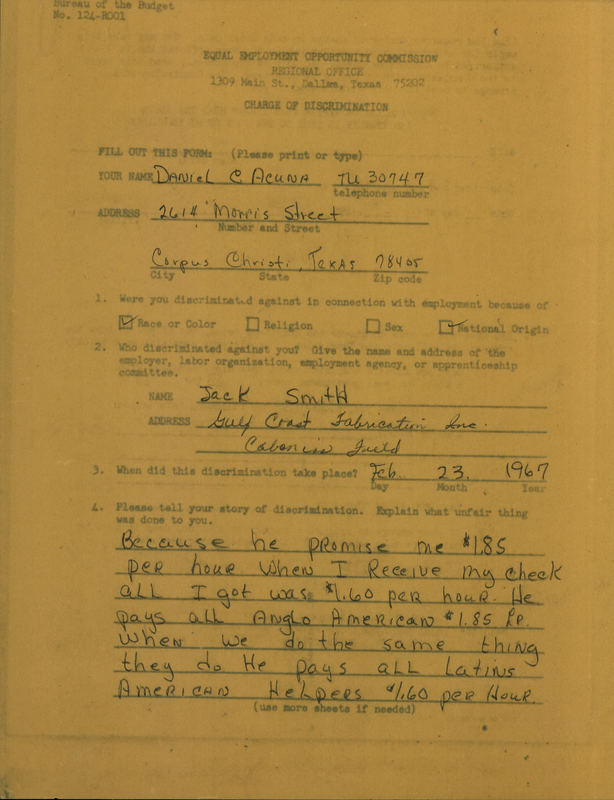 Bureau of the Budget
No. 124-R001
EQUAL EMPLOYMENT OPPORTUNITY COMMISSION
REGIONAL OFFICE
1309 Main St., Dallas, Texas 75202
CHARGE OF DISCRIMINATION
FILL OUT THIS FORM: (Please print or type)
YOUR NAME DANIEL C ACUNA TU 30747
telephone number
ADDRESS 2614 Morris Street
Number and Street
Corpus Christi, Texas 78405
City State Zip code
1. Were you discriminated against in connection with employment because of
Race or Color Religion Sex National Origin
2. Who discriminated against you? Give the name and address of the
employer, labor organization, employment agency, or apprenticeship
committee.
NAME Jack Smith
ADDRESS Gulf Coast Fabrication Inc.
Cabaniss Field
3. When did this discrimination take place? Feb. 23. 1967
Day Month Year
4. Please tell your story of discrimination. Explain what unfair thing
was done to you.
Because he promise me $1.85
per hour when I Receive my check
all I got was $1.60 per hour. He
pays all Anglo American $1.85
when we do the same thing
they do He pays all Latins
American Helpers $1.60 per Hour.
(use more sheets if needed)